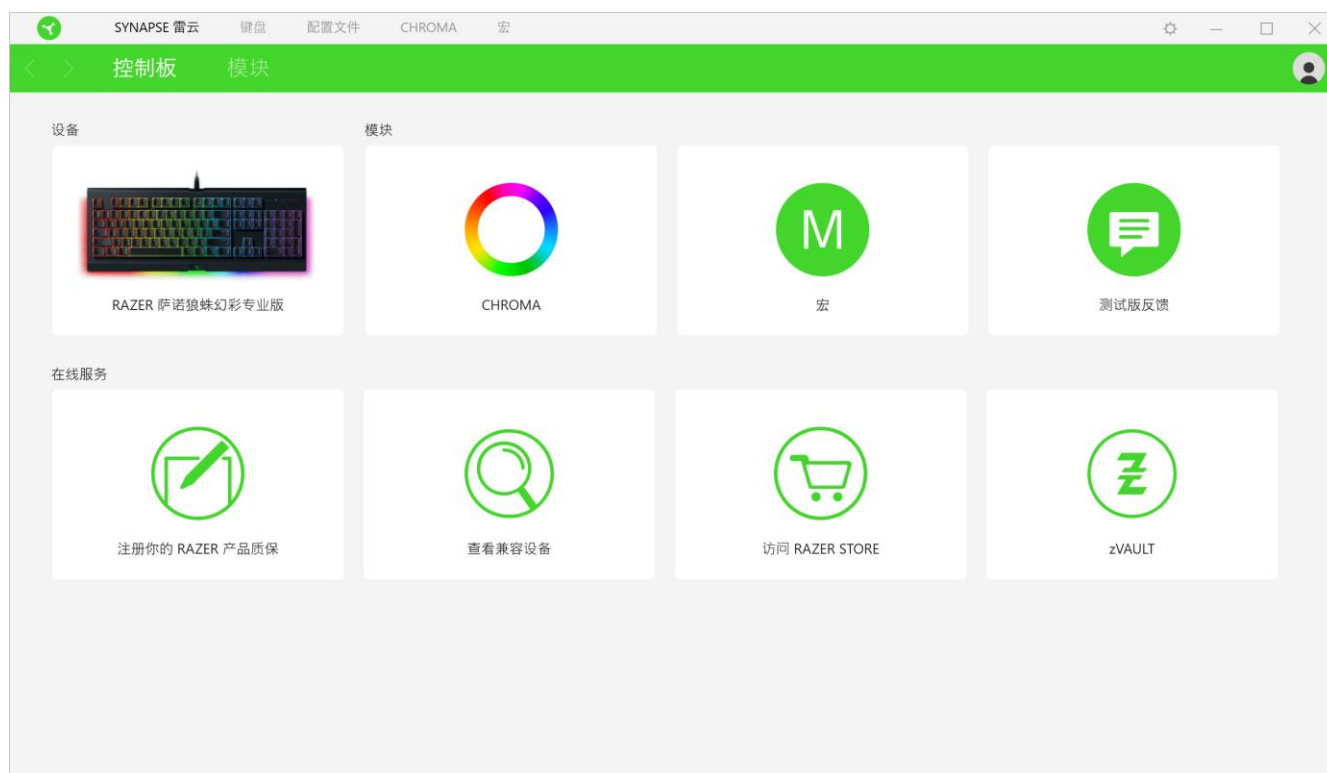 SYNAPSE 雷云 键盘 配置文件 CHROMA 宏
控制板 模块
设备 模块
RAZER 萨诺狼蛛幻彩专业版 CHROMA 宏 测试版反馈
M
在线服务
注册你的 RAZER 产品质保 查看兼容设备 访问 RAZER STORE zVAULT